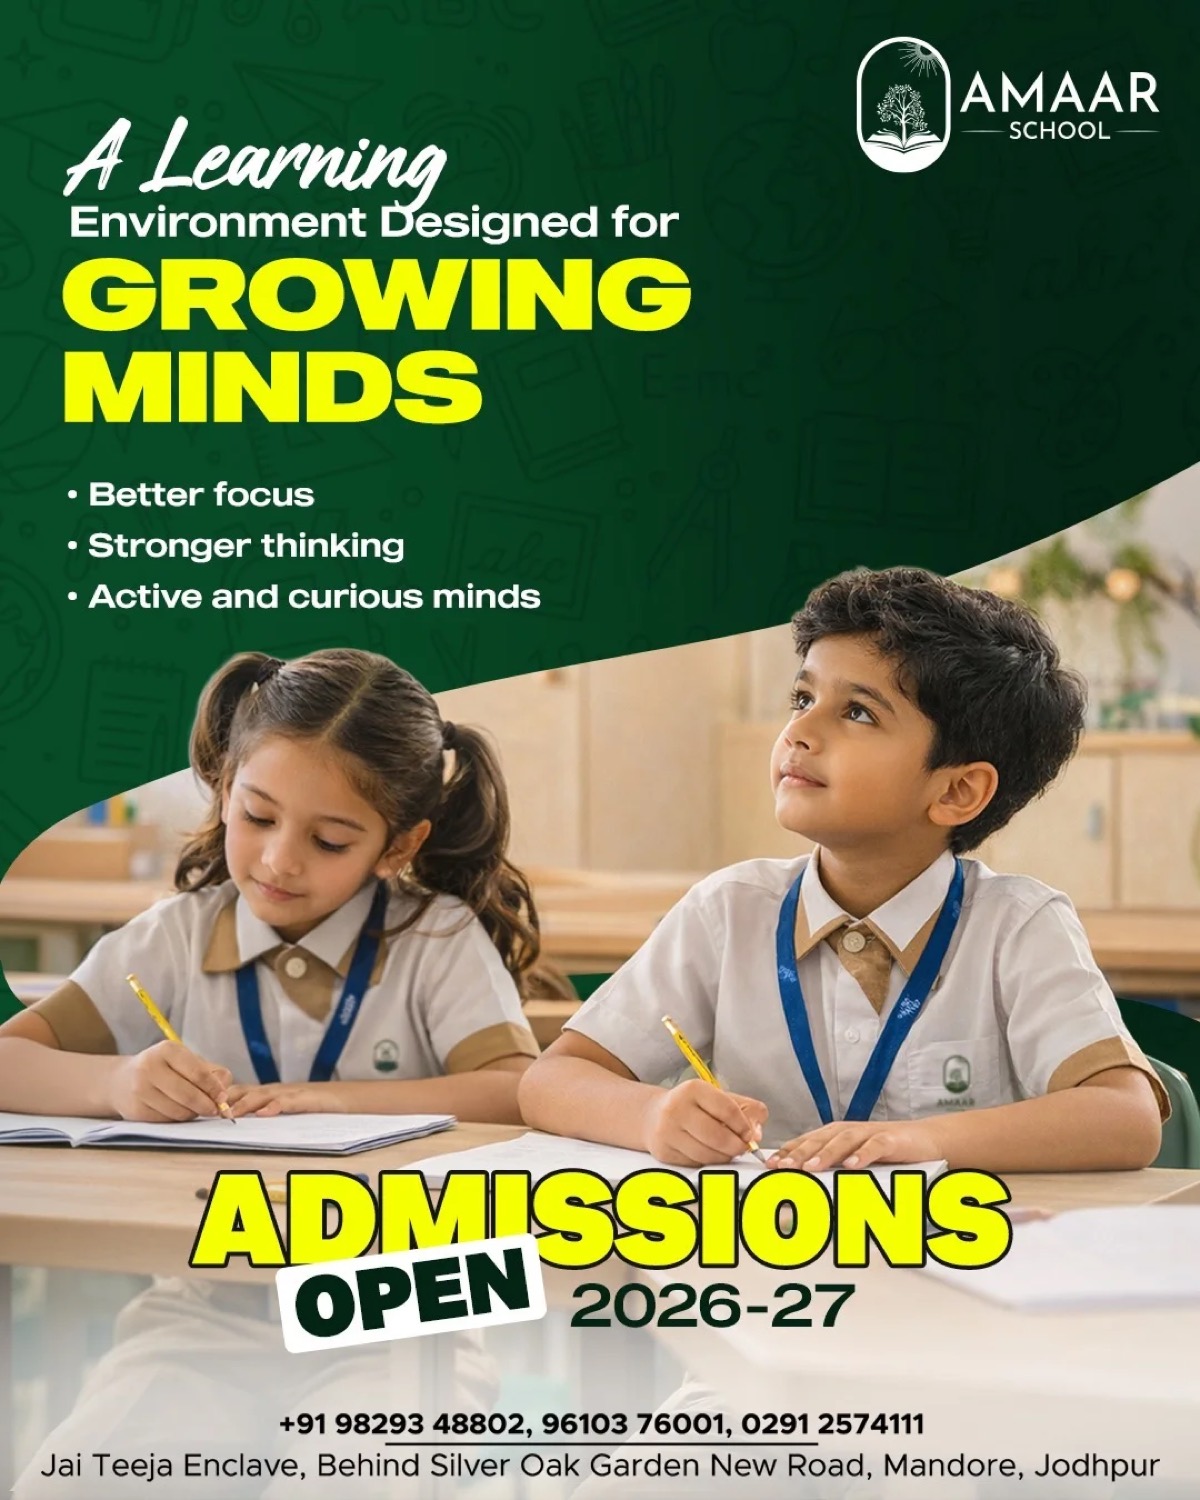 AMAAR
SCHOOL
A Learning
Environment Designed for
GROWING
MINDS
• Better focus
• Stronger thinking
• Active and curious minds
AMAAR
ADMISSIONS
OPEN 2026-27
+91 98293 48802, 96103 76001, 0291 2574111
Jai Teeja Enclave, Behind Silver Oak Garden New Road, Mandore, Jodhpur